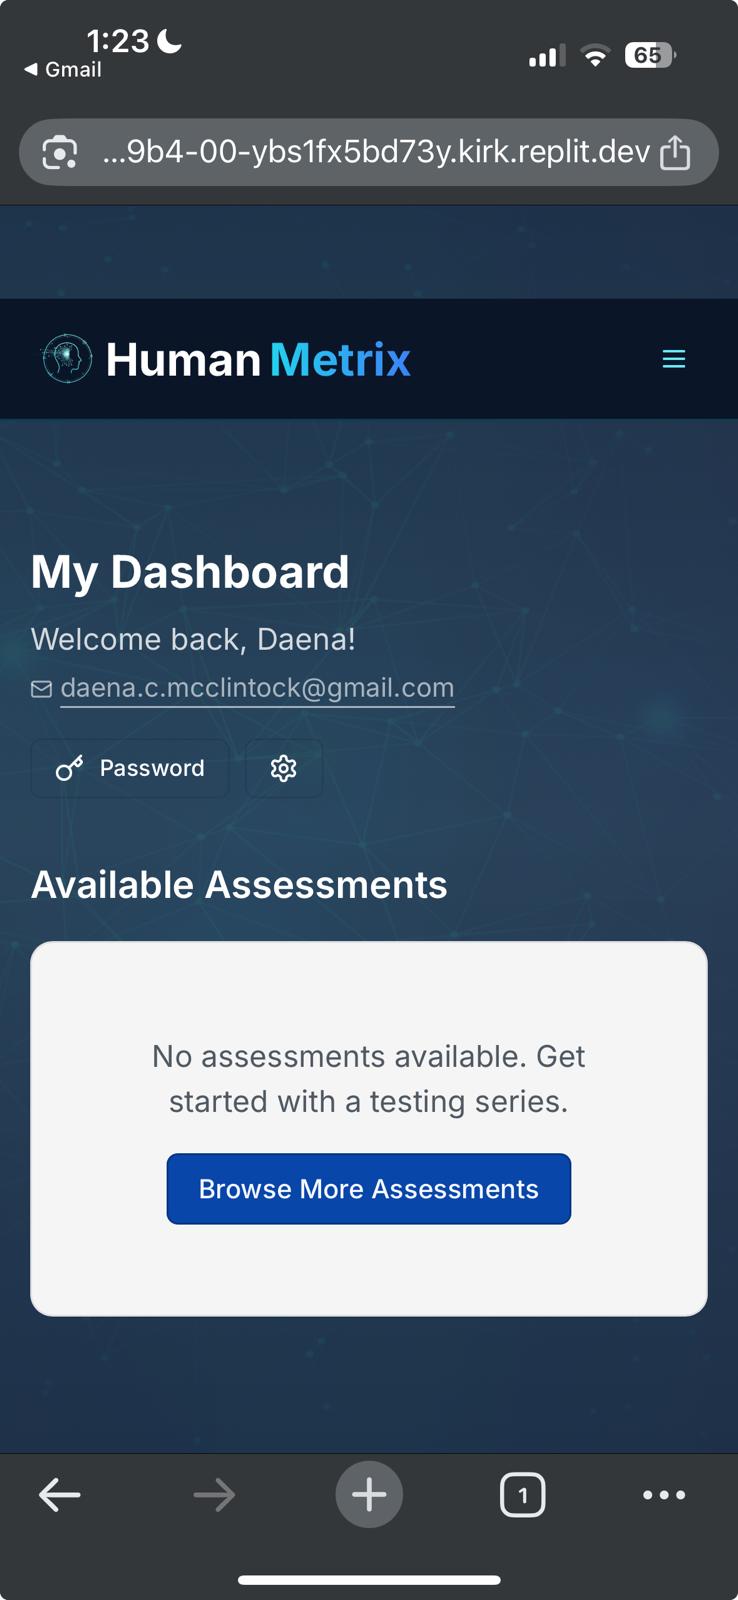 1:23
◀ Gmail
65
...9b4-00-ybs1fx5bd73y.kirk.replit.dev
Human Metrix
My Dashboard
Welcome back, Daena!
daena.c.mcclintock@gmail.com
Password
Available Assessments
No assessments available. Get
started with a testing series.
Browse More Assessments
1